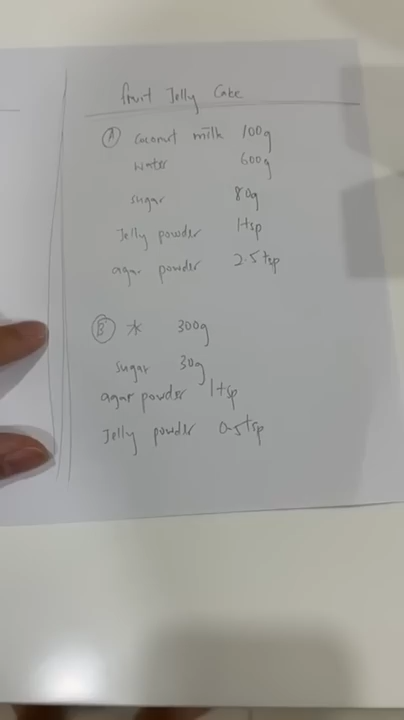 fruit Jelly Cake
Ⓐ coconut milk 100g
water 600g
sugar 80g
Jelly powder 1tsp
agar powder 2.5tsp
Ⓑ 水 300g
sugar 30g
agar powder 1tsp
Jelly powder 0.5tsp